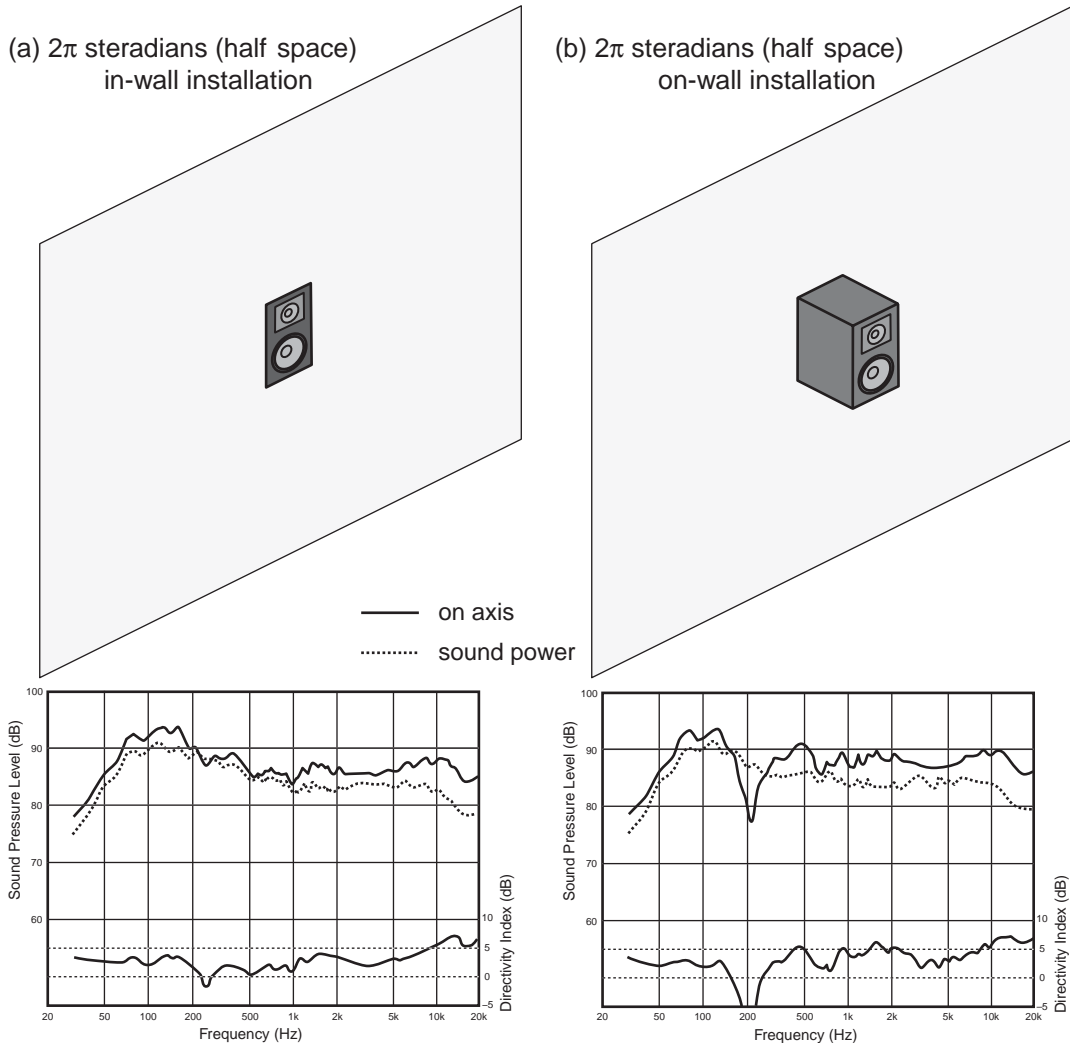 (a) 2π steradians (half space)
in-wall installation
(b) 2π steradians (half space)
on-wall installation
on axis
sound power
100
90
80
70
60
Sound Pressure Level (dB)
10
5
0
–5
Directivity Index (dB)
20
50
100
200
500
1k
2k
5k
10k
20k
Frequency (Hz)
100
90
80
70
60
Sound Pressure Level (dB)
10
5
0
–5
Directivity Index (dB)
20
50
100
200
500
1k
2k
5k
10k
20k
Frequency (Hz)